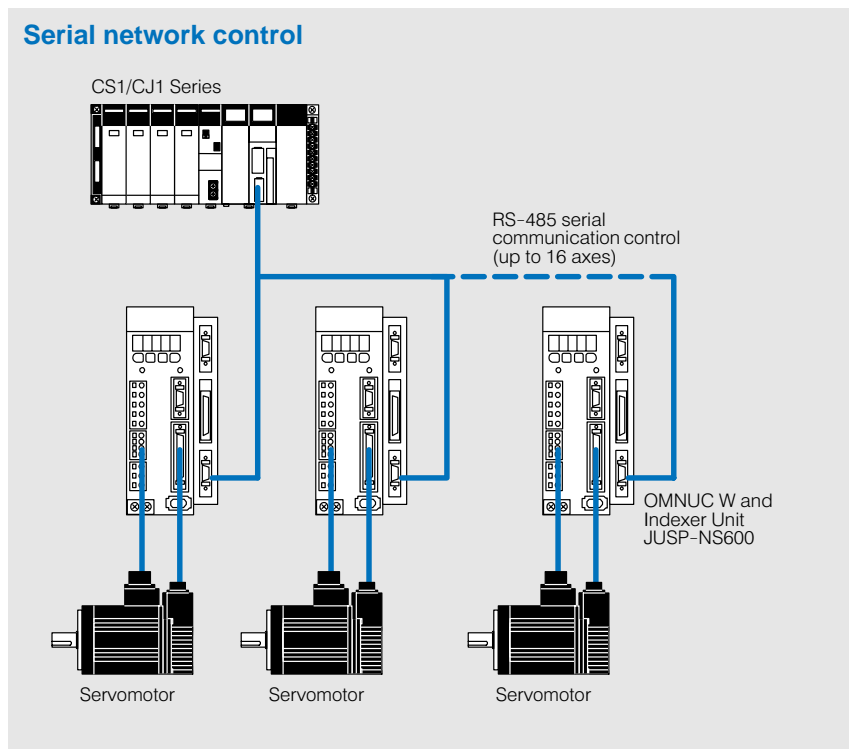 Serial network control
CS1/CJ1 Series
RS-485 serial
communication control
(up to 16 axes)
OMNUC W and
Indexer Unit
JUSP-NS600
Servomotor
Servomotor
Servomotor